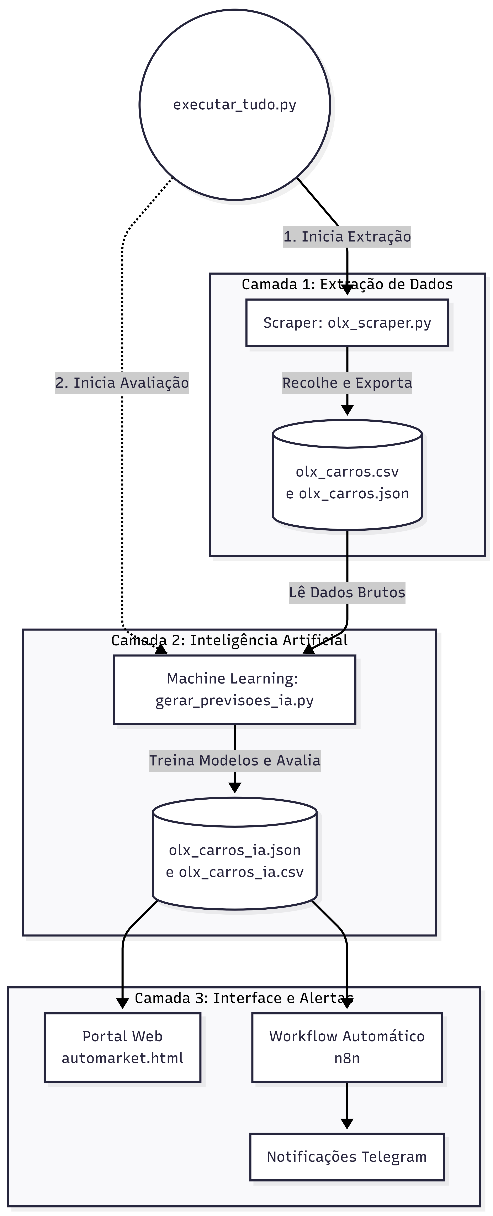 executar_tudo.py
1. Inicia Extração
Camada 1: Extração de Dados
Scraper: olx_scraper.py
2. Inicia Avaliação
Recolhe e Exporta
olx_carros.csv
e olx_carros.json
Lê Dados Brutos
Camada 2: Inteligência Artificial
Machine Learning:
gerar_previsoes_ia.py
Treina Modelos e Avalia
olx_carros_ia.json
e olx_carros_ia.csv
Camada 3: Interface e Alertas
Portal Web
automarket.html
Workflow Automático
n8n
Notificações Telegram